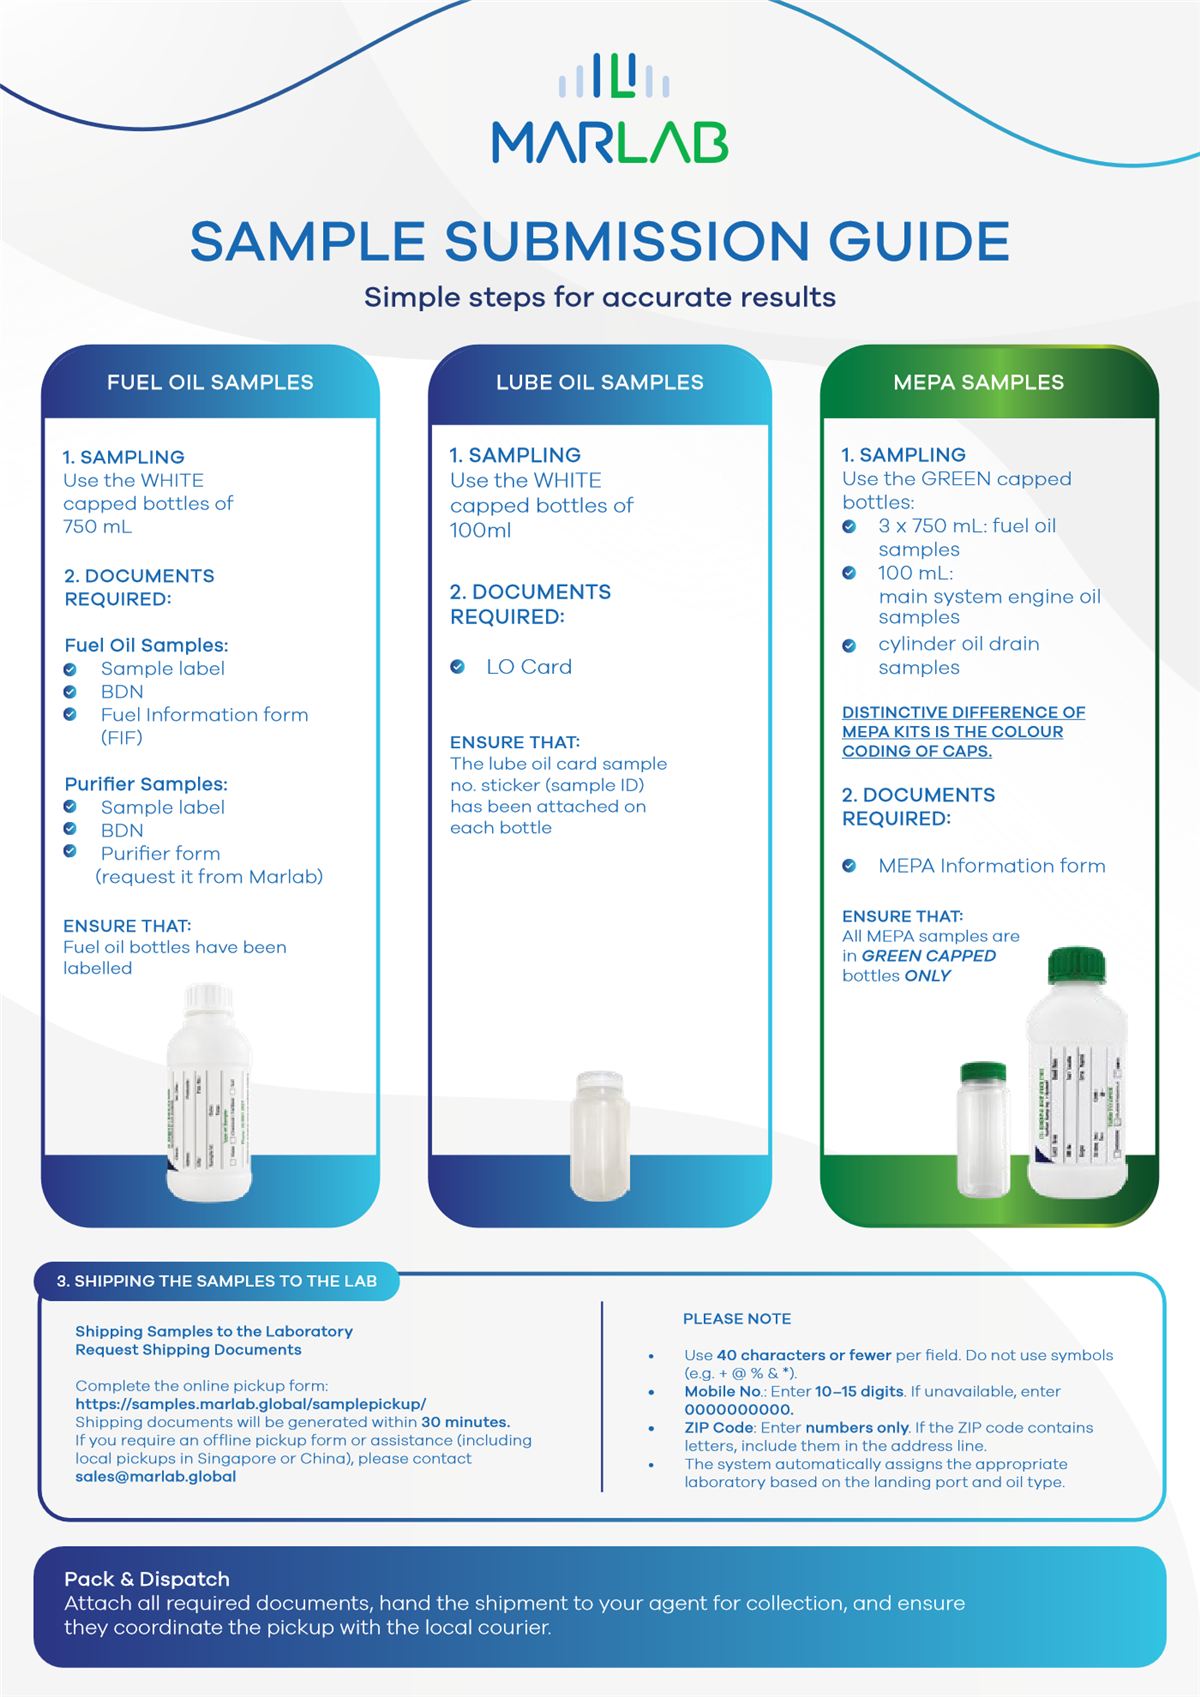 MARLAB
SAMPLE SUBMISSION GUIDE
Simple steps for accurate results
FUEL OIL SAMPLES
1. SAMPLING
Use the WHITE
capped bottles of
750 mL
2. DOCUMENTS
REQUIRED:
Fuel Oil Samples:
Sample label
BDN
Fuel Information form
(FIF)
Purifier Samples:
Sample label
BDN
Purifier form
(request it from Marlab)
ENSURE THAT:
Fuel oil bottles have been
labelled
LUBE OIL SAMPLES
1. SAMPLING
Use the WHITE
capped bottles of
100ml
2. DOCUMENTS
REQUIRED:
LO Card
ENSURE THAT:
The lube oil card sample
no. sticker (sample ID)
has been attached on
each bottle
MEPA SAMPLES
1. SAMPLING
Use the GREEN capped
bottles:
3 x 750 mL: fuel oil
samples
100 mL:
main system engine oil
samples
cylinder oil drain
samples
DISTINCTIVE DIFFERENCE OF
MEPA KITS IS THE COLOUR
CODING OF CAPS.
2. DOCUMENTS
REQUIRED:
MEPA Information form
ENSURE THAT:
All MEPA samples are
in GREEN CAPPED
bottles ONLY
3. SHIPPING THE SAMPLES TO THE LAB
Shipping Samples to the Laboratory
Request Shipping Documents
Complete the online pickup form:
https://samples.marlab.global/samplepickup/
Shipping documents will be generated within 30 minutes.
If you require an offline pickup form or assistance (including
local pickups in Singapore or China), please contact
sales@marlab.global
PLEASE NOTE
• Use 40 characters or fewer per field. Do not use symbols
(e.g. + @ % & *).
• Mobile No.: Enter 10–15 digits. If unavailable, enter
0000000000.
• ZIP Code: Enter numbers only. If the ZIP code contains
letters, include them in the address line.
• The system automatically assigns the appropriate
laboratory based on the landing port and oil type.
Pack & Dispatch
Attach all required documents, hand the shipment to your agent for collection, and ensure
they coordinate the pickup with the local courier.